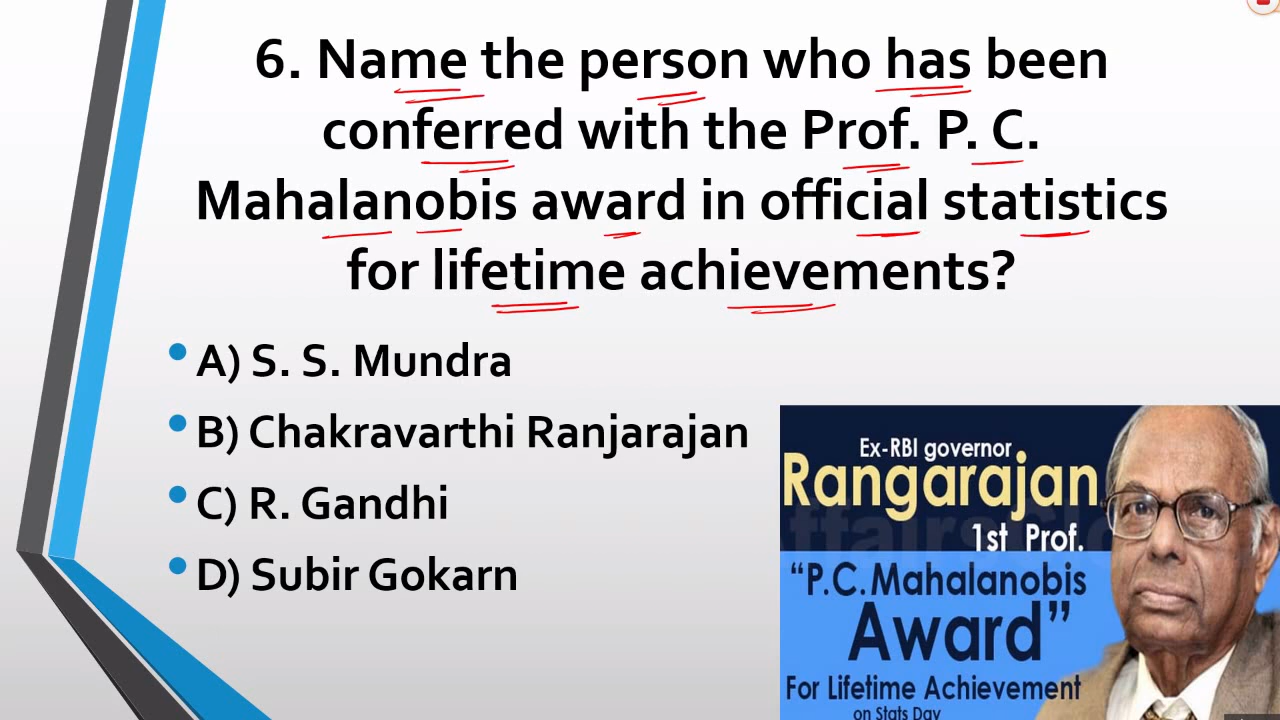 6. Name the person who has been
conferred with the Prof. P. C.
Mahalanobis award in official statistics
for lifetime achievements?
A) S. S. Mundra
B) Chakravarthi Ranjarajan
C) R. Gandhi
D) Subir Gokarn
Ex-RBI governor
Rangarajan
1st Prof.
“P.C.Mahalanobis
Award”
For Lifetime Achievement
on Stats Day